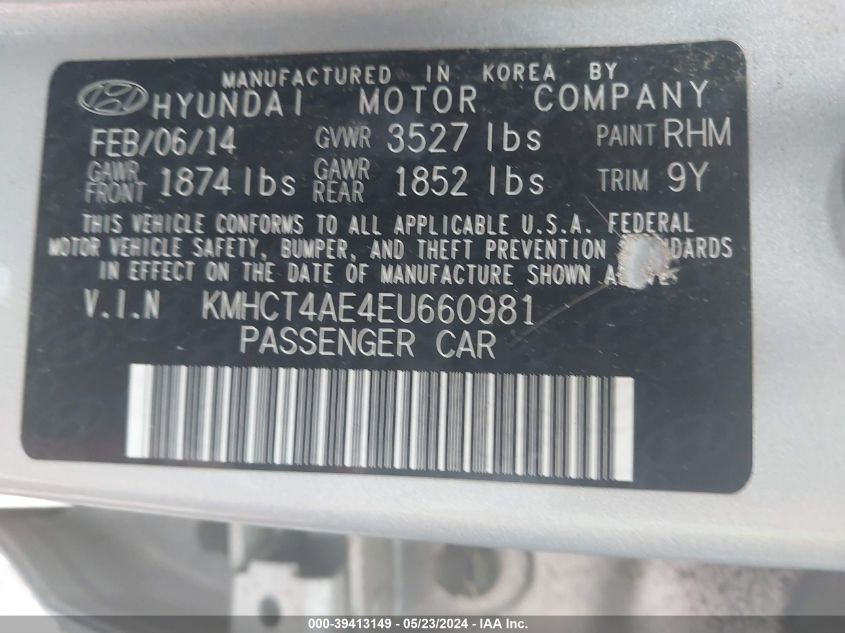 MANUFACTURED IN KOREA BY
HYUNDAI MOTOR COMPANY
FEB/06/14 GVWR 3527 lbs PAINT RHM
GAWR FRONT 1874 lbs GAWR REAR 1852 lbs TRIM 9Y
THIS VEHICLE CONFORMS TO ALL APPLICABLE U.S.A. FEDERAL
MOTOR VEHICLE SAFETY, BUMPER, AND THEFT PREVENTION
IN EFFECT ON THE DATE OF MANUFACTURE SHOWN
V.I.N KMHCT4AE4EU660981
PASSENGER CAR
000-39413149 - 05/23/2024 - IAA Inc.